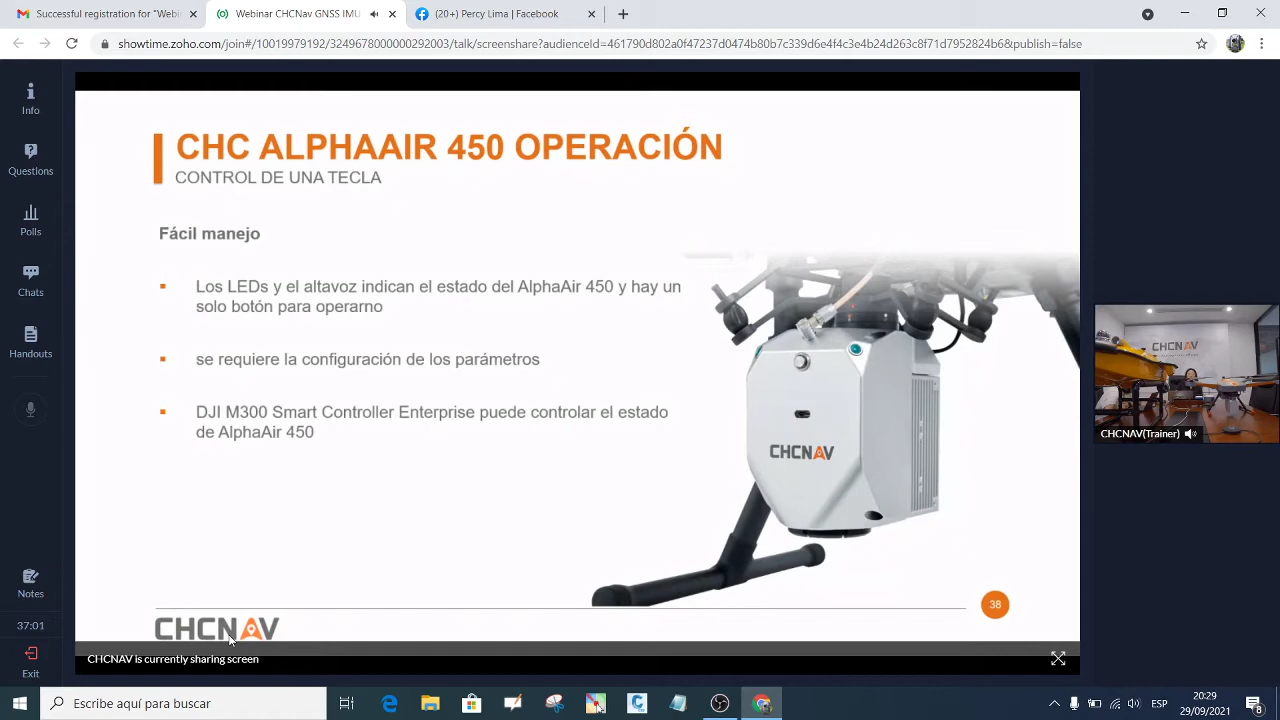 Successful registration for "Webi
Webinar CHCNAV GNSS IMU
(20+) Percy Lima | Facebook
showtime.zoho.com/join#/10019979192/3249678000000292003/talk/screenshare?audienceId=461790d802a0f47237d0474b80b7c339d6e4f4c3e4b24d263c8f71d7952824b68&publish=false
Info
Questions
Polls
Chats
Handouts
Notes
37:01
Exit
CHC ALPHAAIR 450 OPERACIÓN
CONTROL DE UNA TECLA
Fácil manejo
Los LEDs y el altavoz indican el estado del AlphaAir 450 y hay un
solo botón para operarno
se requiere la configuración de los parámetros
DJI M300 Smart Controller Enterprise puede controlar el estado
de AlphaAir 450
CHCNAV
38
CHCNAV
CHCNAV is currently sharing screen
CHCNAV
CHCNAV(Trainer)
Escribe aquí para buscar
ESP
20:29
29/09/2021